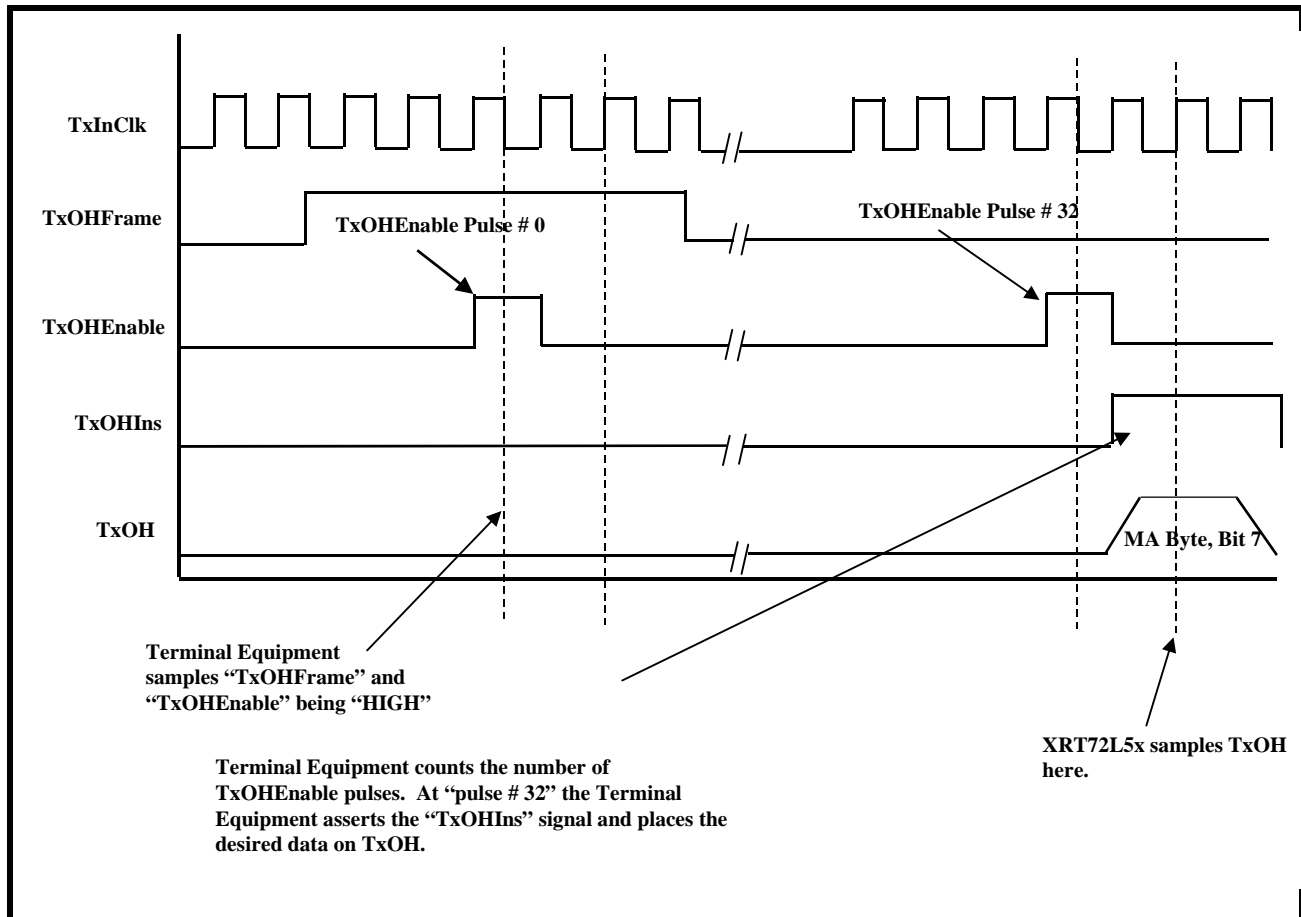 TxInClk
TxOHFrame
TxOHEnable Pulse # 0
TxOHEnable Pulse # 32
TxOHEnable
TxOHIns
TxOH
MA Byte, Bit 7
Terminal Equipment
samples “TxOHFrame” and
“TxOHEnable” being “HIGH”
XRT72L5x samples TxOH
here.
Terminal Equipment counts the number of
TxOHEnable pulses.  At “pulse # 32” the Terminal
Equipment asserts the “TxOHIns” signal and places the
desired data on TxOH.